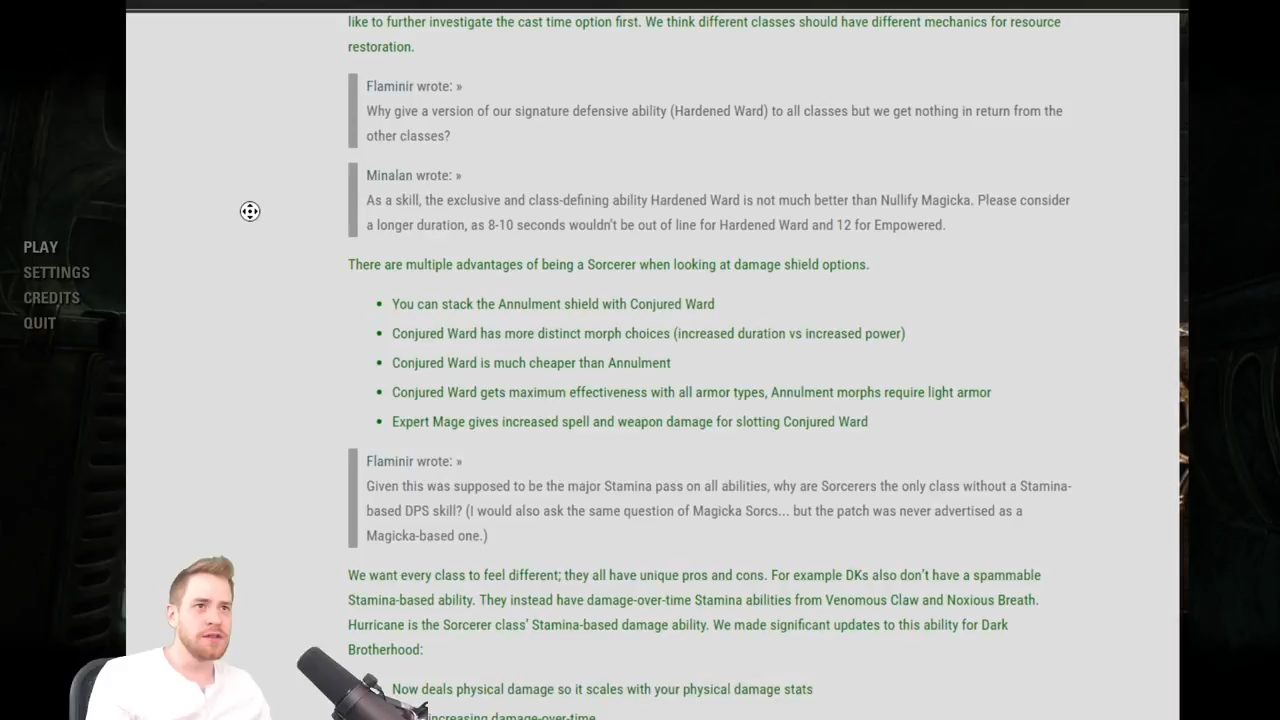 like to further investigate the cast time option first. We think different classes should have different mechanics for resource
restoration.
Flaminir wrote: »
Why give a version of our signature defensive ability (Hardened Ward) to all classes but we get nothing in return from the
other classes?
Minalan wrote: »
As a skill, the exclusive and class-defining ability Hardened Ward is not much better than Nullify Magicka. Please consider
a longer duration, as 8-10 seconds wouldn't be out of line for Hardened Ward and 12 for Empowered.
PLAY
SETTINGS
CREDITS
QUIT
There are multiple advantages of being a Sorcerer when looking at damage shield options.
• You can stack the Annulment shield with Conjured Ward
• Conjured Ward has more distinct morph choices (increased duration vs increased power)
• Conjured Ward is much cheaper than Annulment
• Conjured Ward gets maximum effectiveness with all armor types, Annulment morphs require light armor
• Expert Mage gives increased spell and weapon damage for slotting Conjured Ward
Flaminir wrote: »
Given this was supposed to be the major Stamina pass on all abilities, why are Sorcerers the only class without a Stamina-
based DPS skill? (I would also ask the same question of Magicka Sorcs... but the patch was never advertised as a
Magicka-based one.)
We want every class to feel different; they all have unique pros and cons. For example DKs also don't have a spammable
Stamina-based ability. They instead have damage-over-time Stamina abilities from Venomous Claw and Noxious Breath.
Hurricane is the Sorcerer class' Stamina-based damage ability. We made significant updates to this ability for Dark
Brotherhood:
Now deals physical damage so it scales with your physical damage stats
increasing damage-over-time